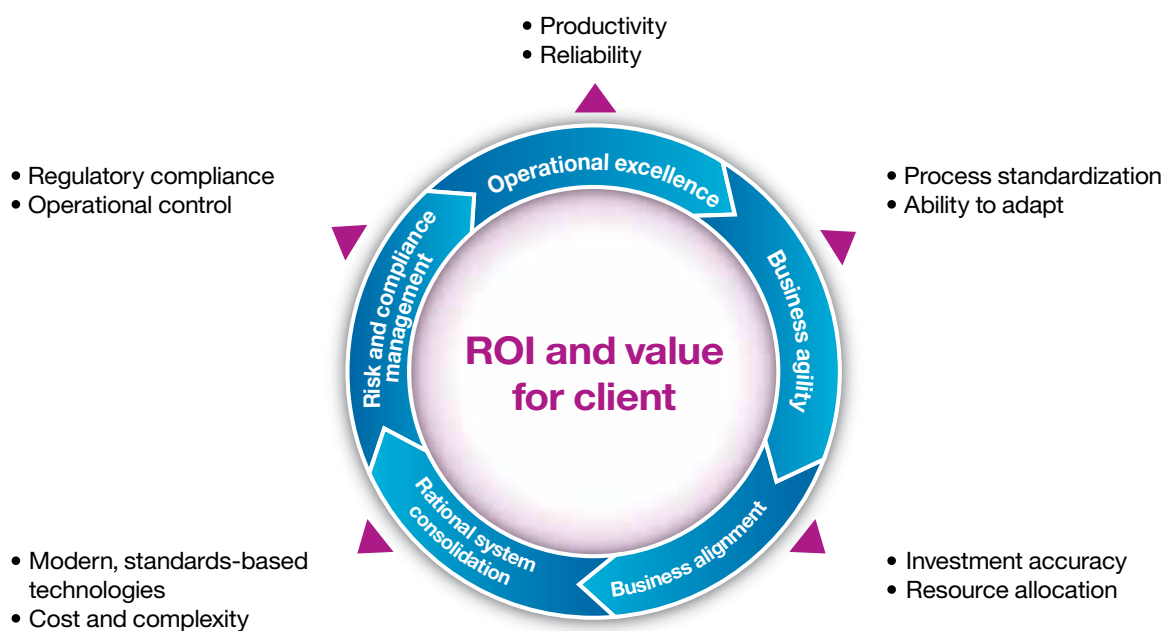 • Productivity
• Reliability
• Regulatory compliance
• Operational control
• Process standardization
• Ability to adapt
Operational excellence
Business agility
Business alignment
Rational system
consolidation
Risk and compliance
management
ROI and value
for client
• Modern, standards-based
technologies
• Cost and complexity
• Investment accuracy
• Resource allocation